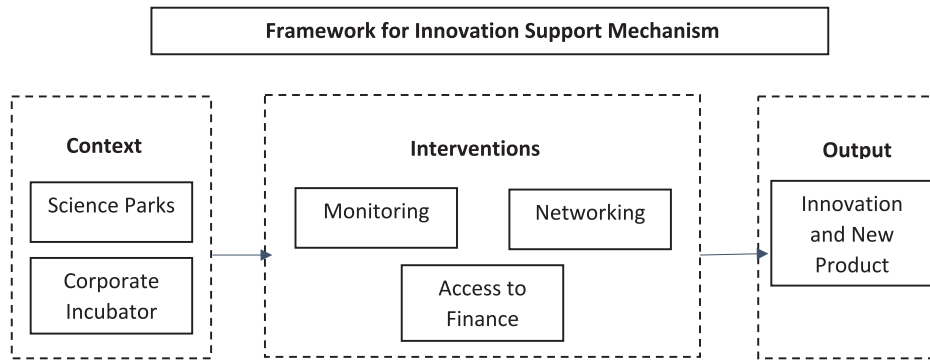 Framework for Innovation Support Mechanism
Context
Science Parks
Corporate
Incubator
Interventions
Monitoring
Networking
Access to
Finance
Output
Innovation
and New
Product